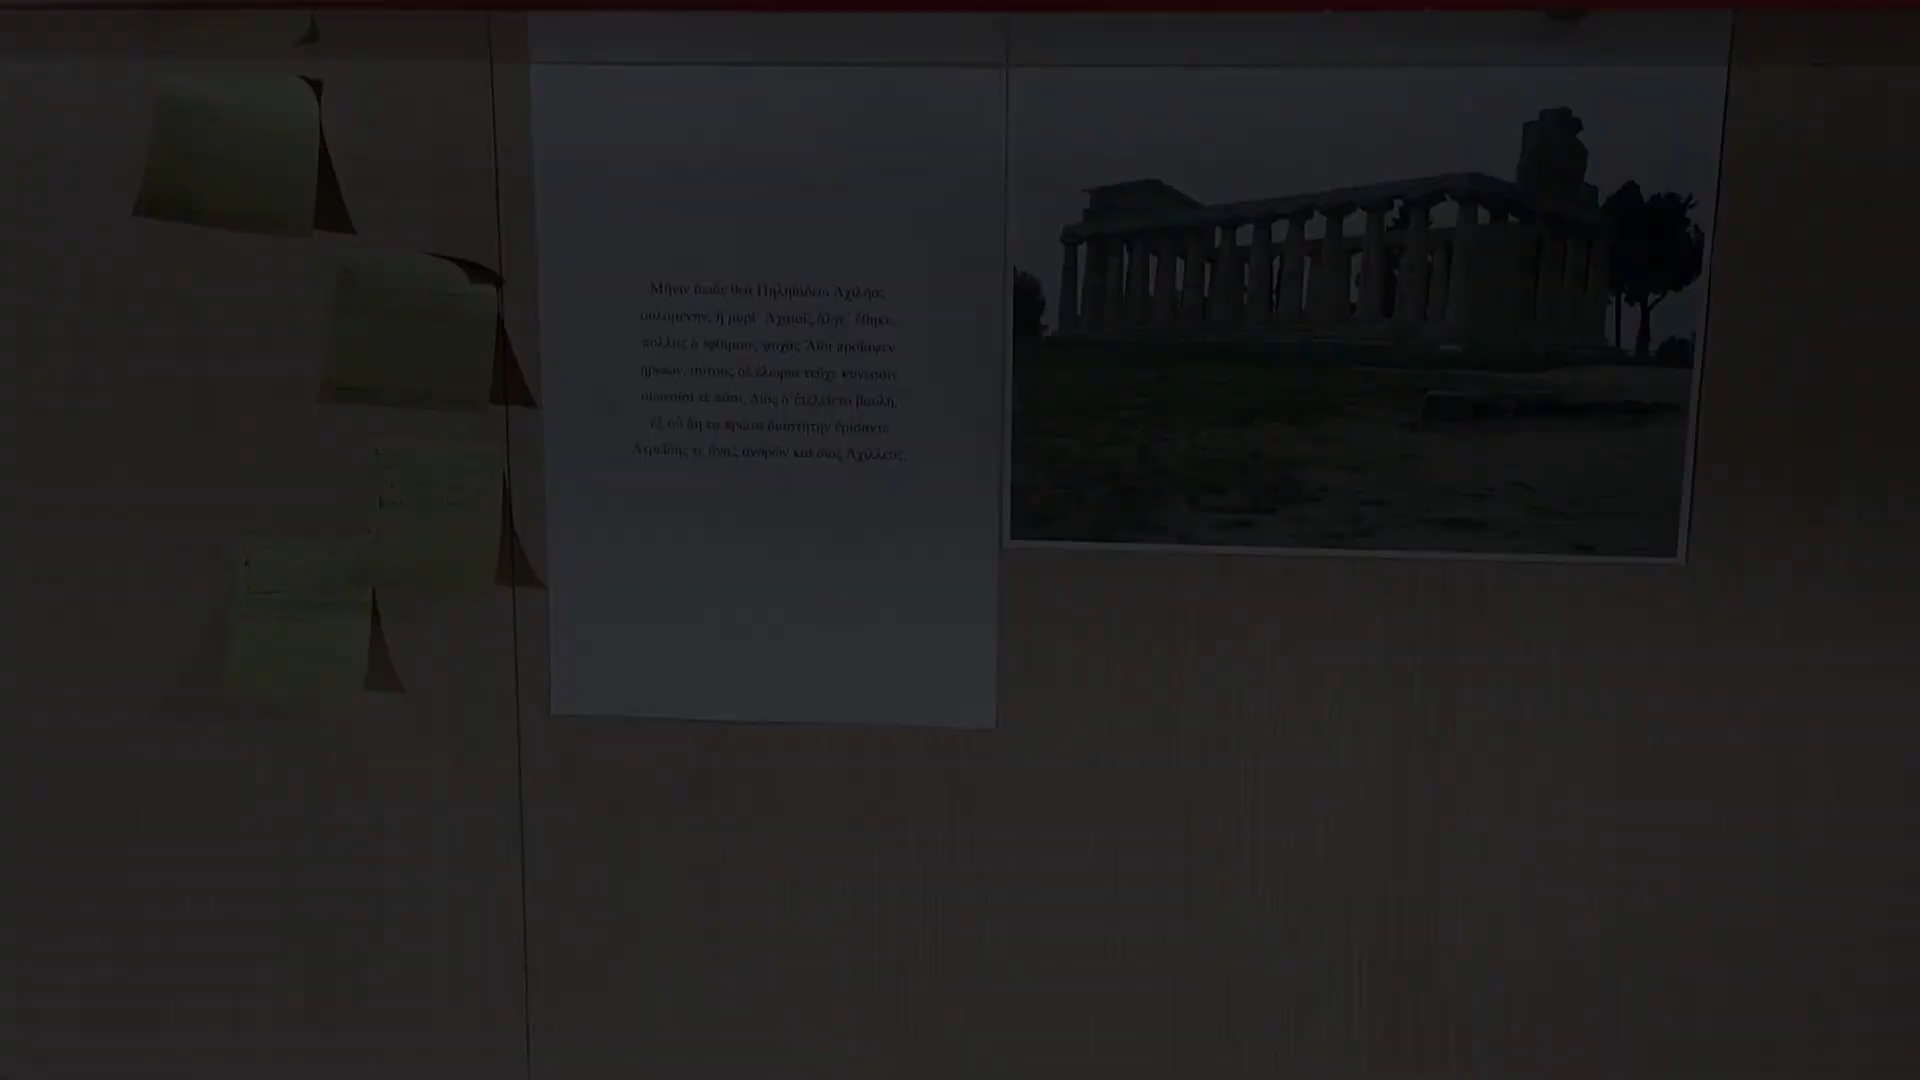 Μῆνιν ἄειδε θεὰ Πηληϊάδεω Ἀχιλῆος
οὐλομένην, ἣ μυρί᾽ Ἀχαιοῖς ἄλγε᾽ ἔθηκε,
πολλὰς δ᾽ ἰφθίμους ψυχὰς Ἄϊδι προΐαψεν
ἡρώων, αὐτοὺς δὲ ἑλώρια τεῦχε κύνεσσιν
οἰωνοῖσί τε πᾶσι, Διὸς δ᾽ ἐτελείετο βουλή,
ἐξ οὗ δὴ τὰ πρῶτα διαστήτην ἐρίσαντε
Ἀτρεΐδης τε ἄναξ ἀνδρῶν καὶ δῖος Ἀχιλλεύς.